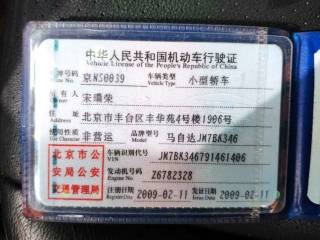 中华人民共和国机动车行驶证
Vehicle License of the People's Republic of China
号牌号码 京NS0039 车辆类型 小型轿车
Plate No. Vehicle Type
所有人 宋瑞荣
Owner
住址 北京市丰台区丰华苑4号楼1906号
Address
使用性质 非营运 品牌型号 马自达JM7BK346
Use Character Model
北京市公 车辆识别代号 JM7BK346791461406
VIN
安局公安 发动机号码 Z6782328
Engine No.
交通管理局 注册日期 2009-02-11 发证日期 2009-02-11
Register Date Issue Date